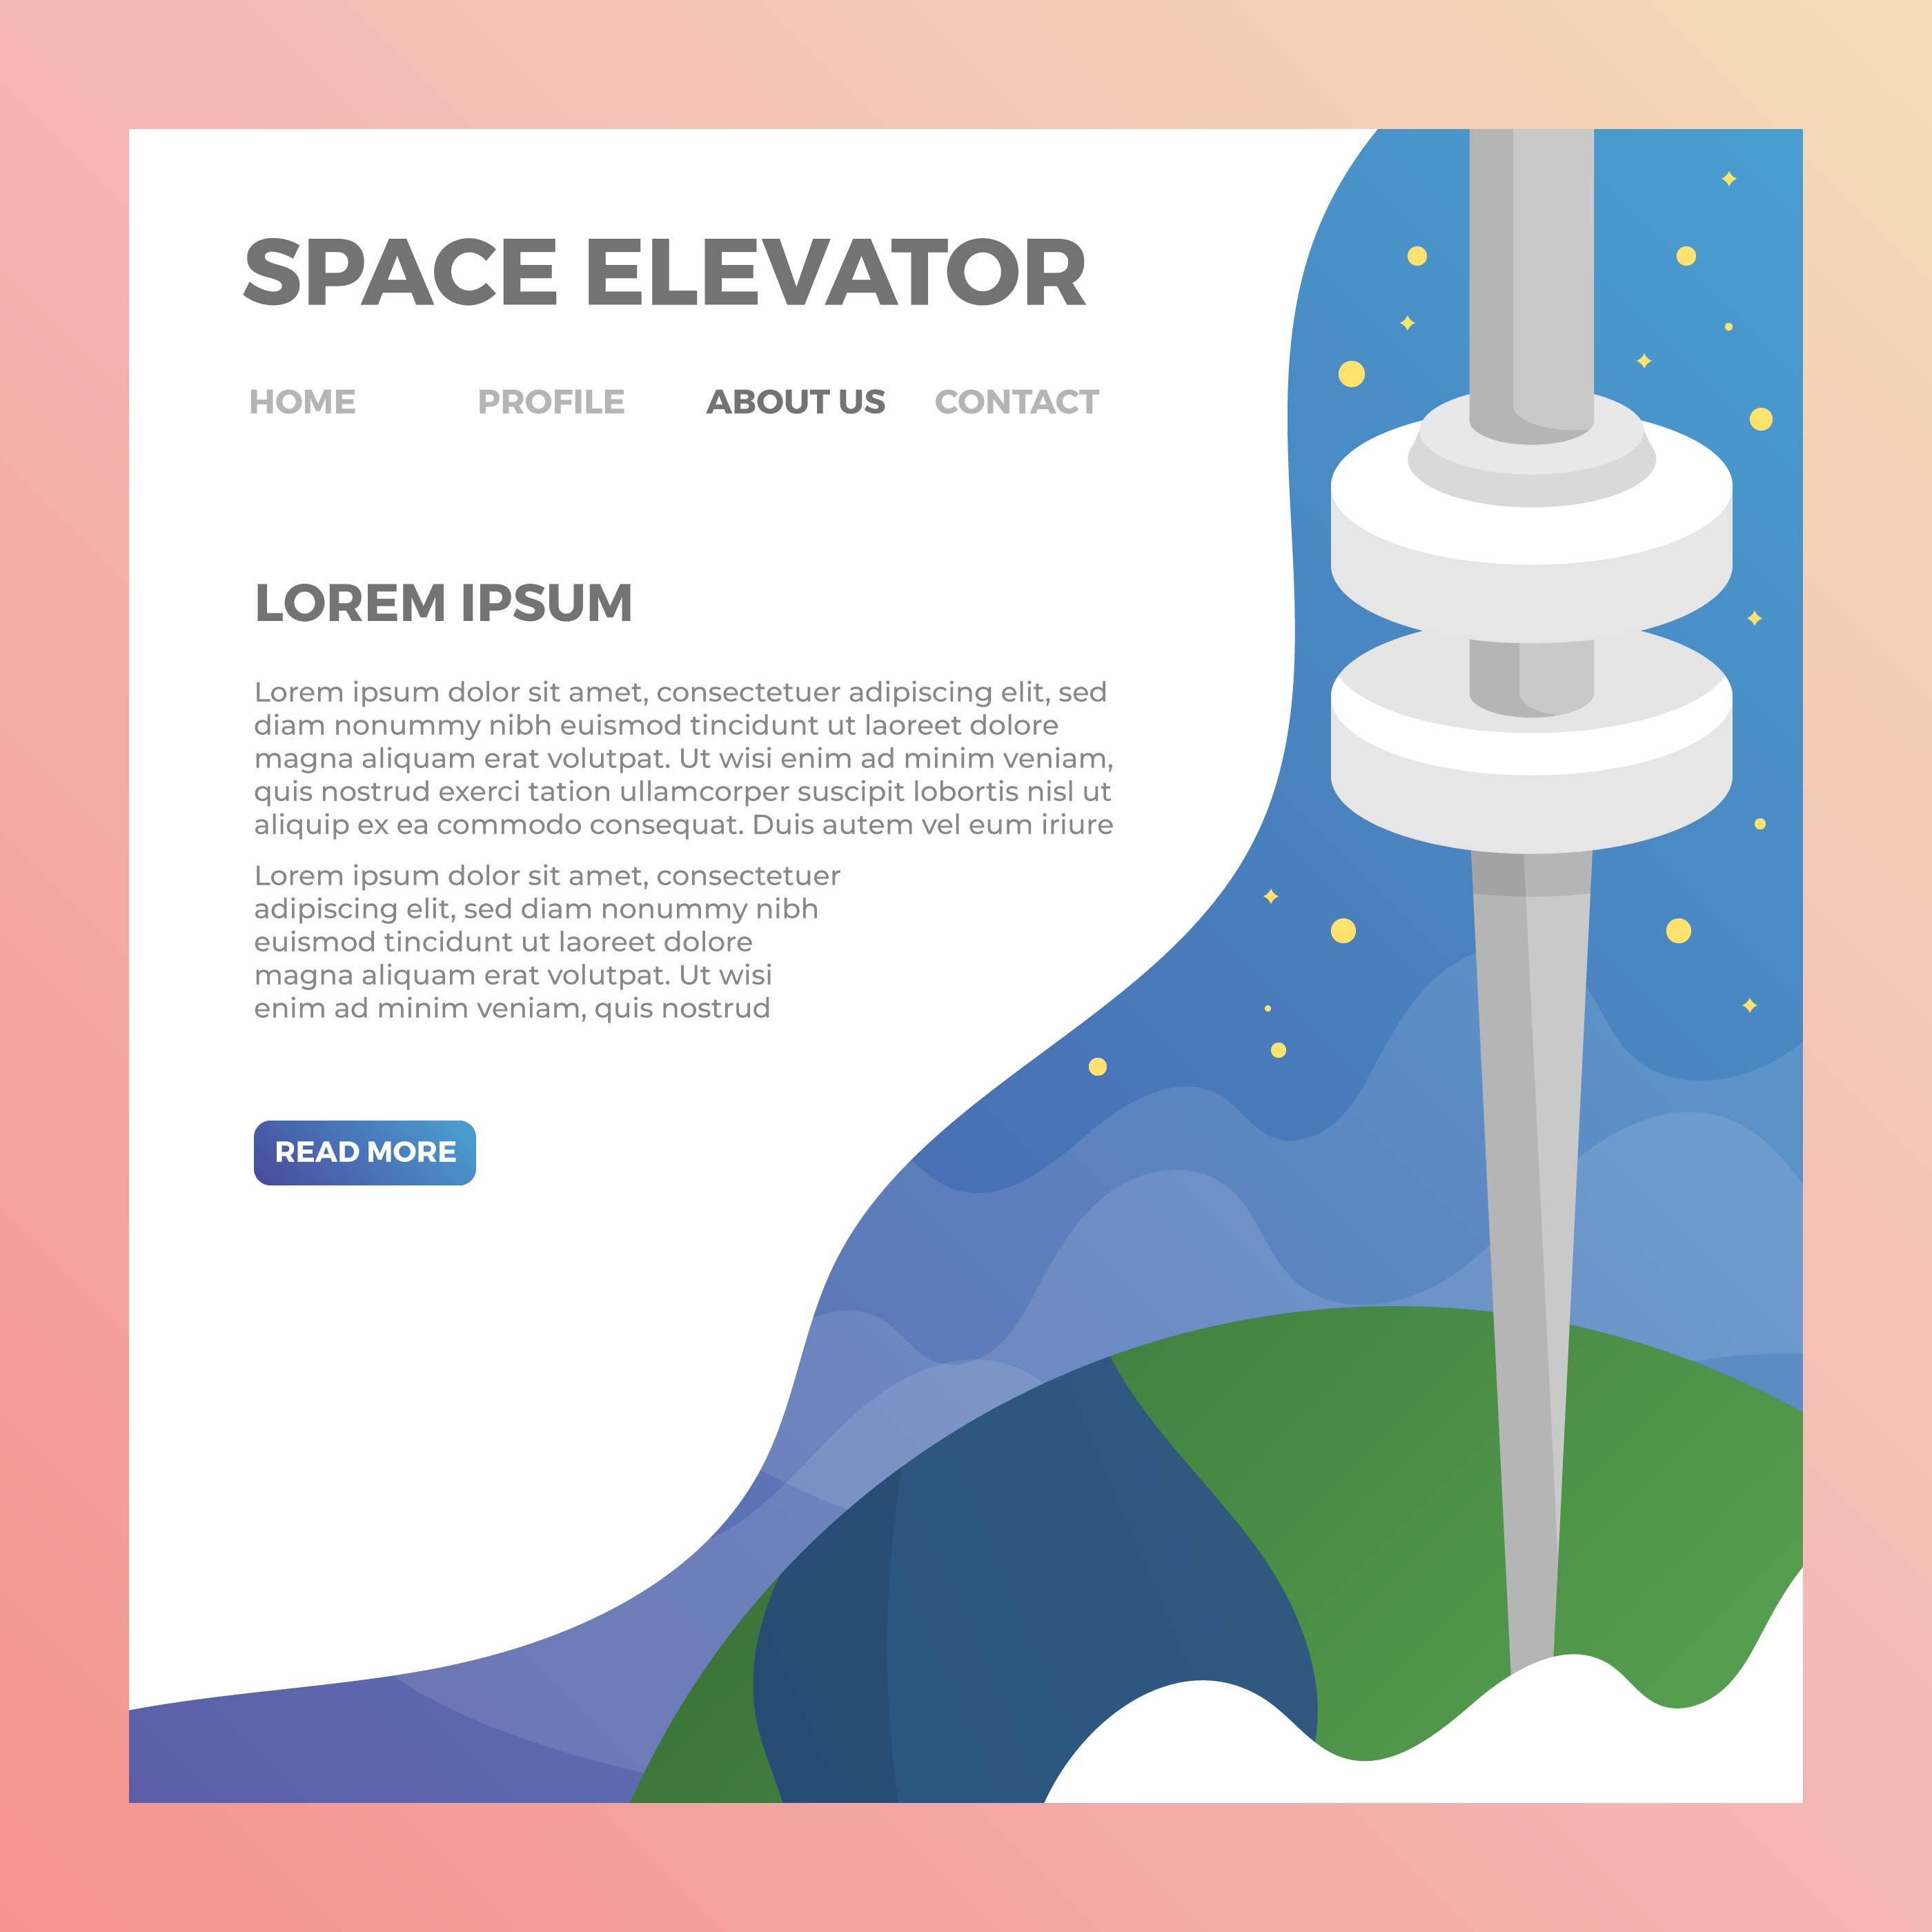 SPACE ELEVATOR
HOME PROFILE ABOUT US CONTACT
LOREM IPSUM
Lorem ipsum dolor sit amet, consectetuer adipiscing elit, sed
diam nonummy nibh euismod tincidunt ut laoreet dolore
magna aliquam erat volutpat. Ut wisi enim ad minim veniam,
quis nostrud exerci tation ullamcorper suscipit lobortis nisl ut
aliquip ex ea commodo consequat. Duis autem vel eum iriure
Lorem ipsum dolor sit amet, consectetuer
adipiscing elit, sed diam nonummy nibh
euismod tincidunt ut laoreet dolore
magna aliquam erat volutpat. Ut wisi
enim ad minim veniam, quis nostrud
READ MORE